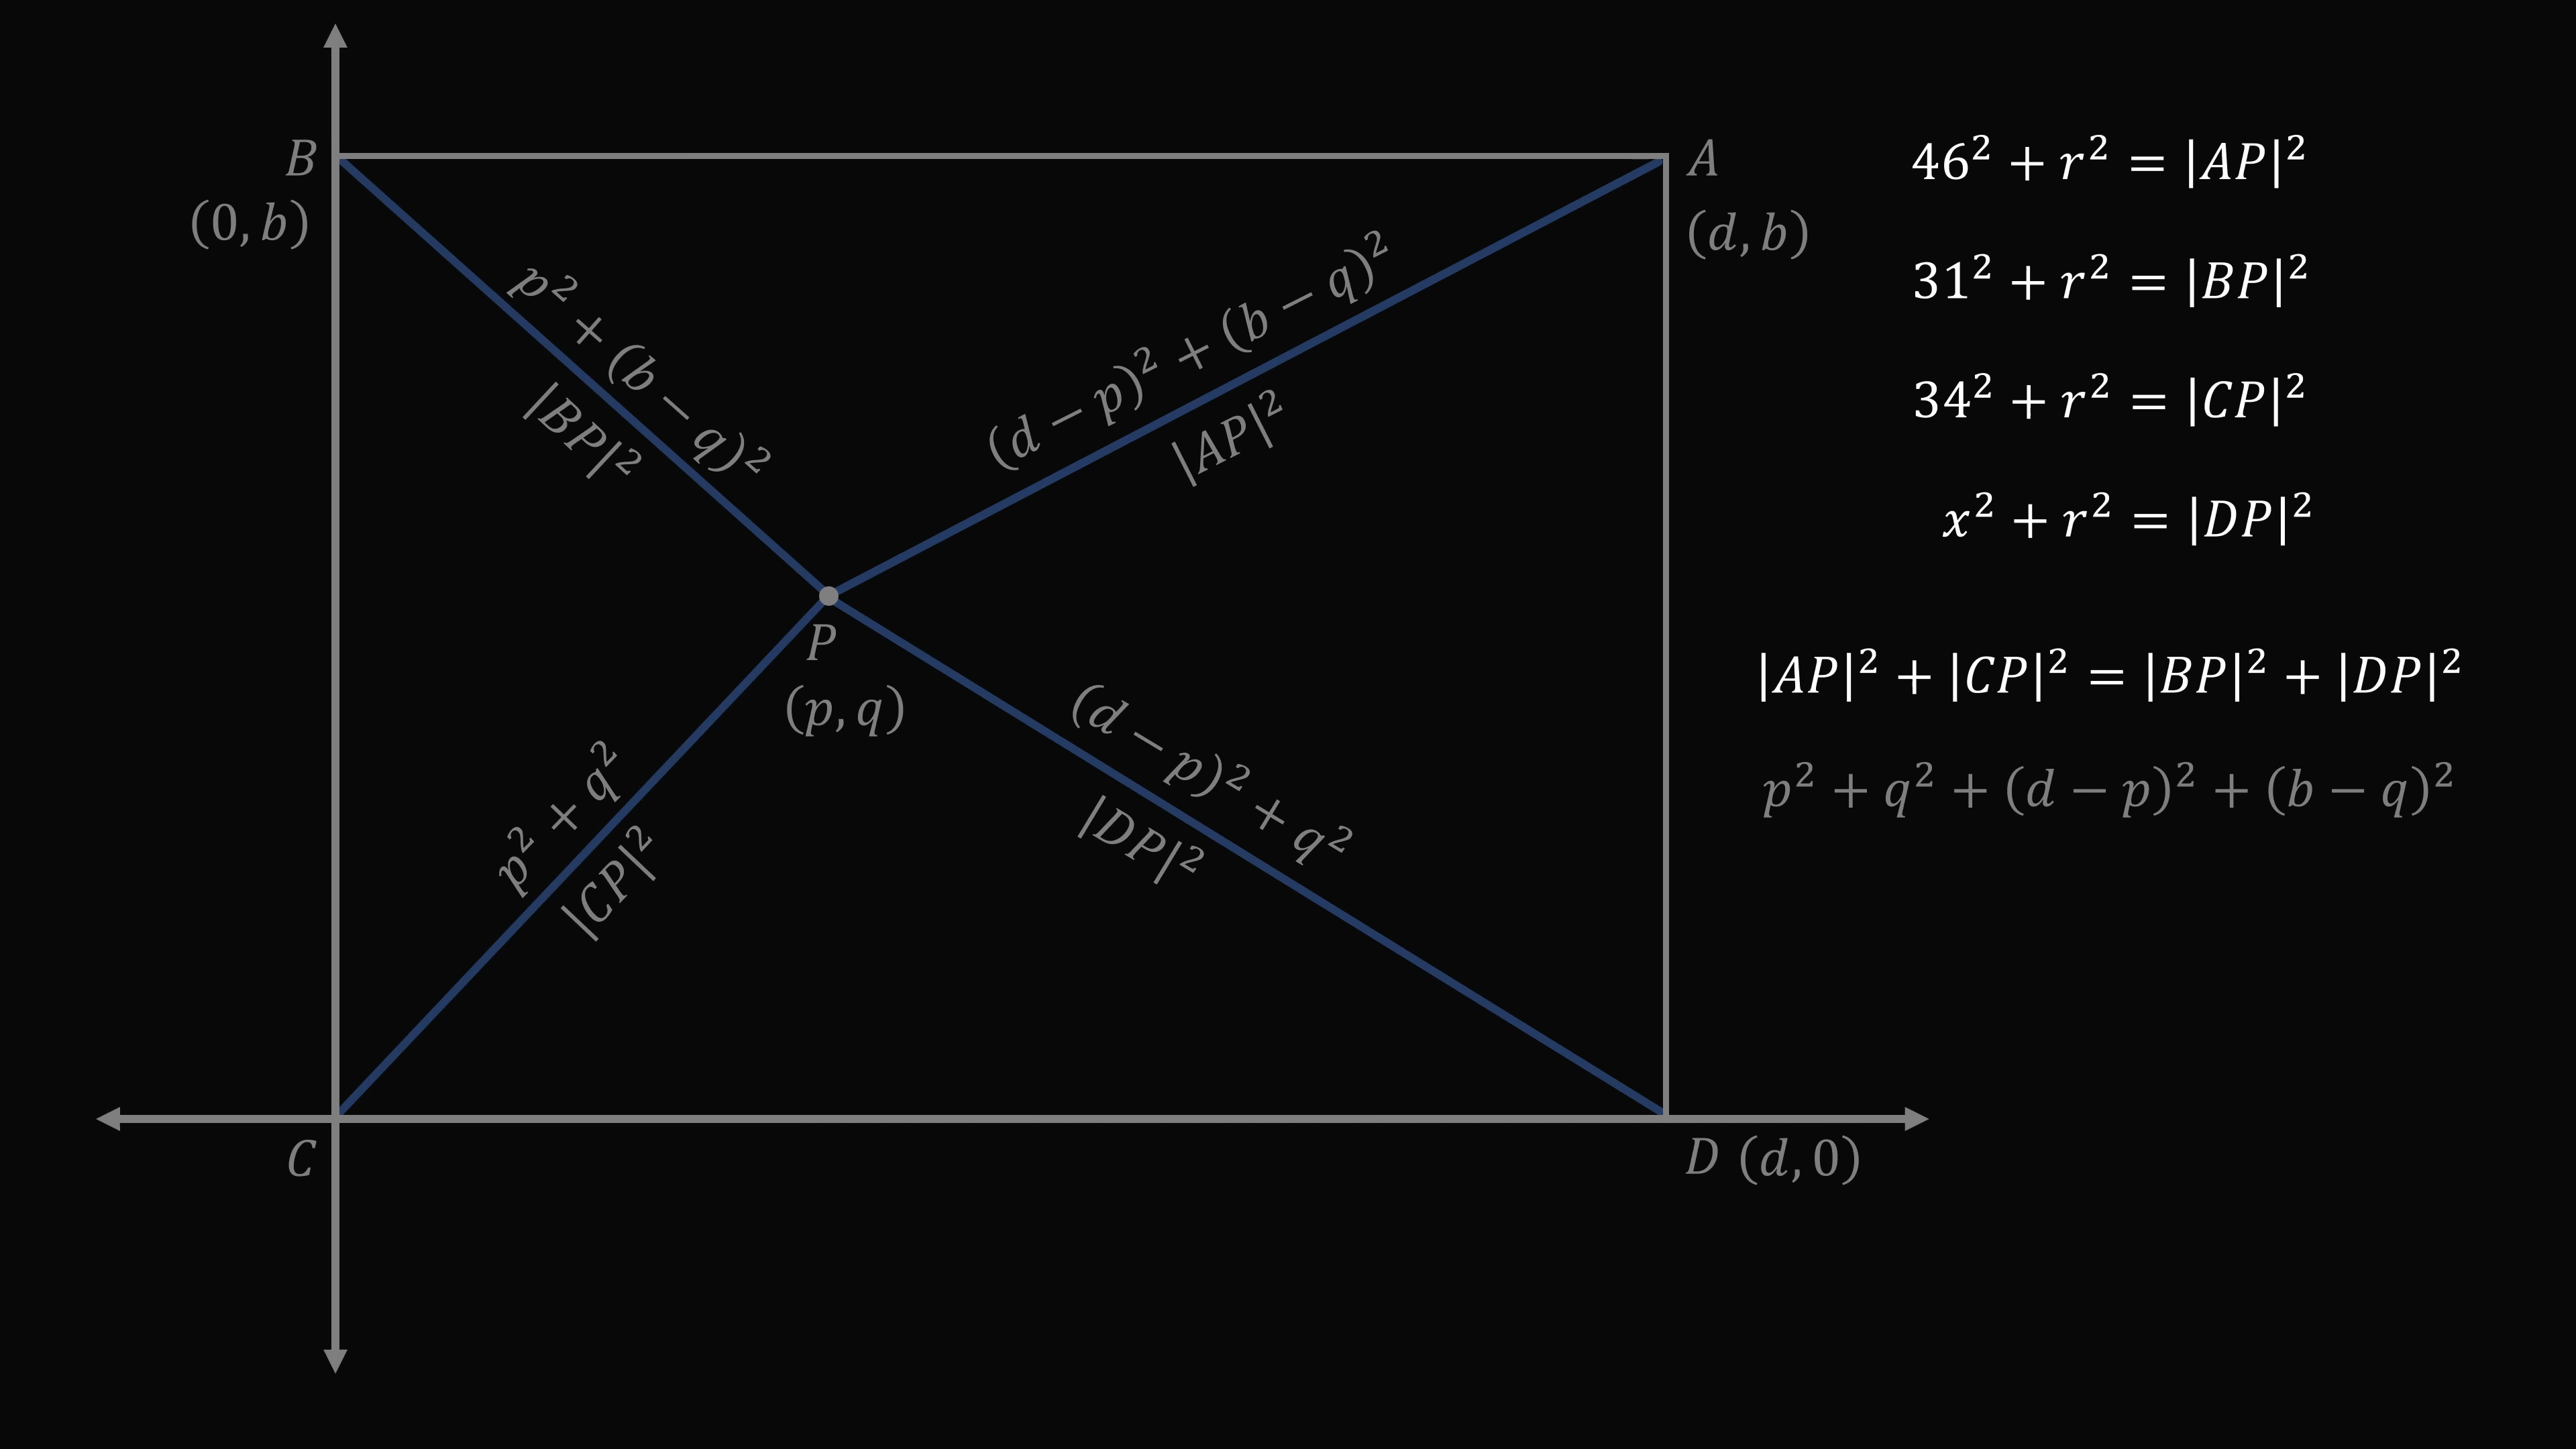 B
(0, b)
A
(d, b)
p² + (b − q)²
|BP|²
(d − p)² + (b − q)²
|AP|²
P
(p, q)
p² + q²
|CP|²
(d − p)² + q²
|DP|²
C
D (d, 0)
46² + r² = |AP|²
31² + r² = |BP|²
34² + r² = |CP|²
x² + r² = |DP|²
|AP|² + |CP|² = |BP|² + |DP|²
p² + q² + (d − p)² + (b − q)²